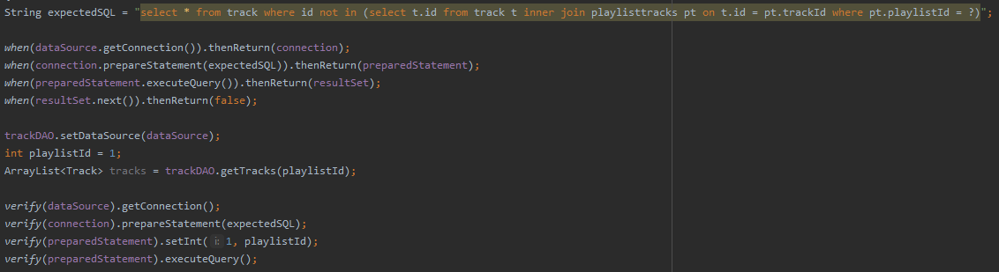 String expectedSQL = "select * from track where id not in (select t.id from track t inner join playlisttracks pt on t.id = pt.trackId where pt.playlistId = ?)";
when(dataSource.getConnection()).thenReturn(connection);
when(connection.prepareStatement(expectedSQL)).thenReturn(preparedStatement);
when(preparedStatement.executeQuery()).thenReturn(resultSet);
when(resultSet.next()).thenReturn(false);
trackDAO.setDataSource(dataSource);
int playlistId = 1;
ArrayList<Track> tracks = trackDAO.getTracks(playlistId);
verify(dataSource).getConnection();
verify(connection).prepareStatement(expectedSQL);
verify(preparedStatement).setInt( i: 1, playlistId);
verify(preparedStatement).executeQuery();